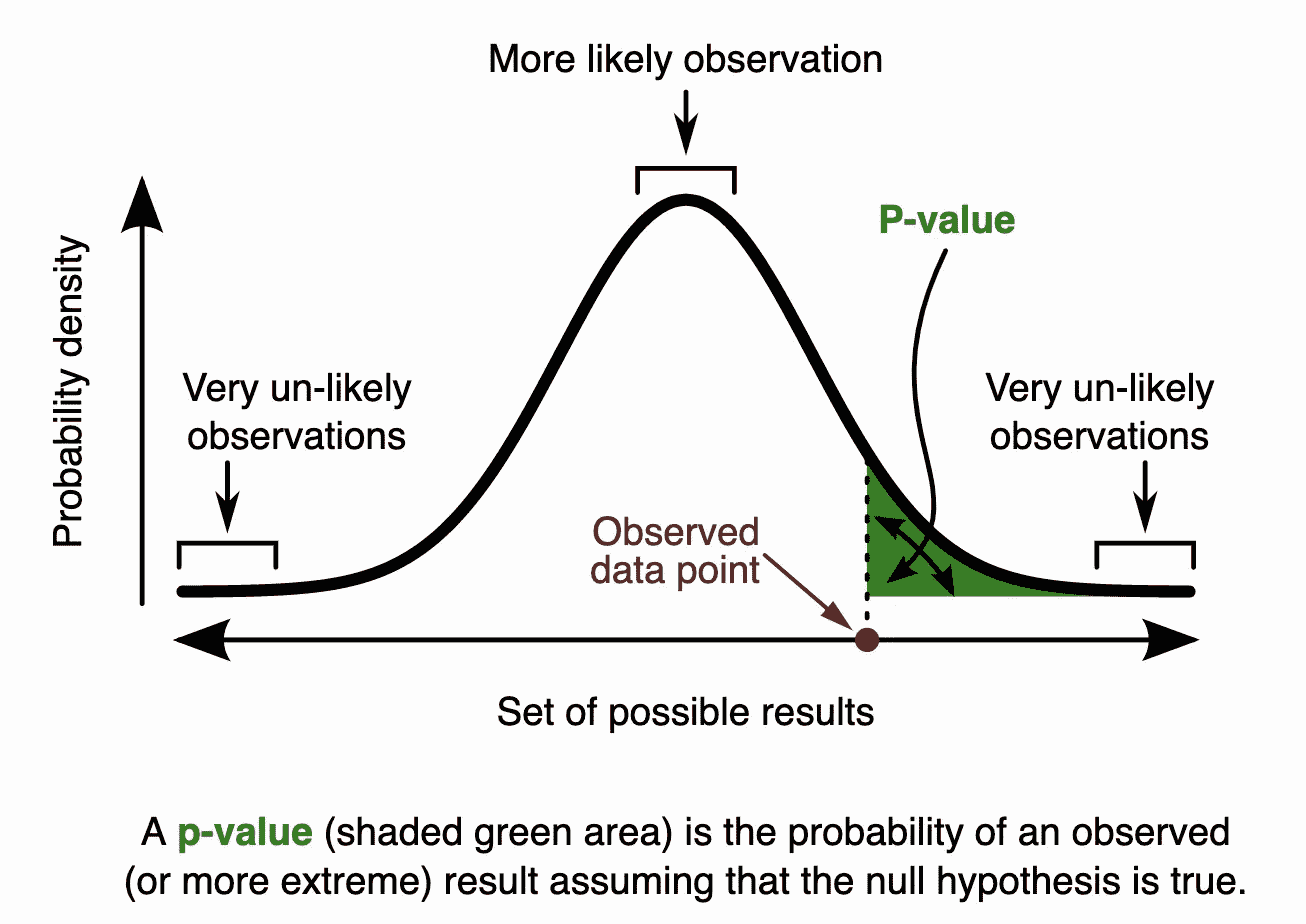 More likely observation
P-value
Probability density
Very un-likely
observations
Very un-likely
observations
Observed
data point
Set of possible results
A p-value (shaded green area) is the probability of an observed
(or more extreme) result assuming that the null hypothesis is true.